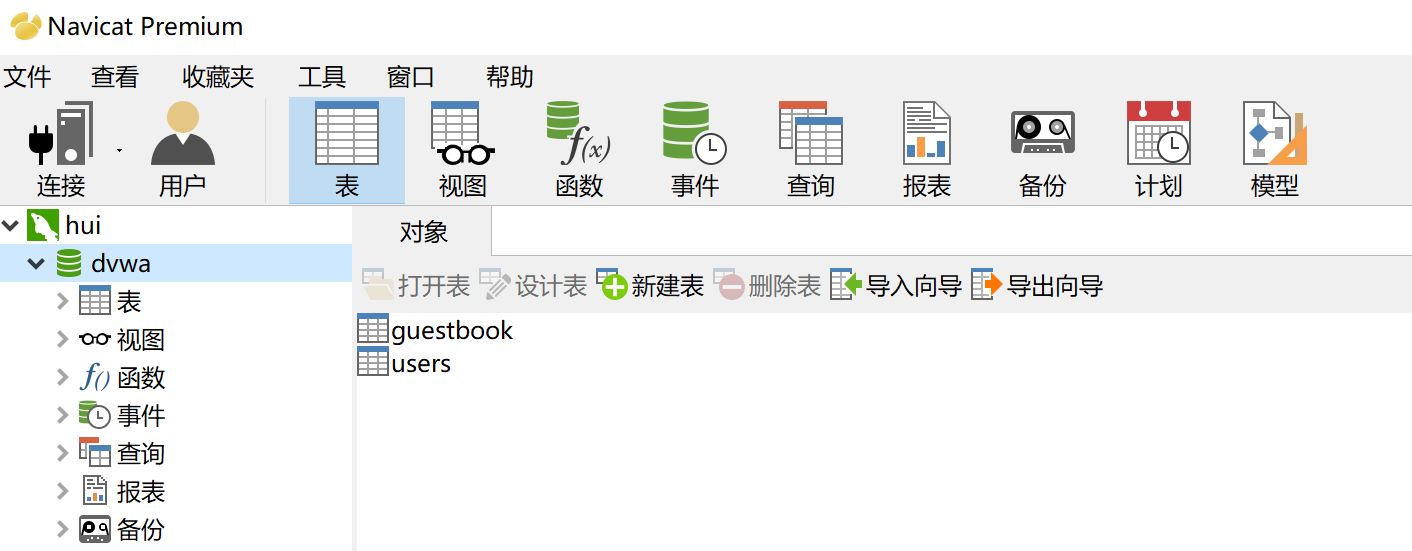 Navicat Premium
文件 查看 收藏夹 工具 窗口 帮助
f(x)
连接 用户 表 视图 函数 事件 查询 报表 备份 计划 模型
hui
对象
dvwa
打开表 设计表 新建表 删除表 导入向导 导出向导
表
guestbook
视图
users
f() 函数
事件
查询
报表
备份